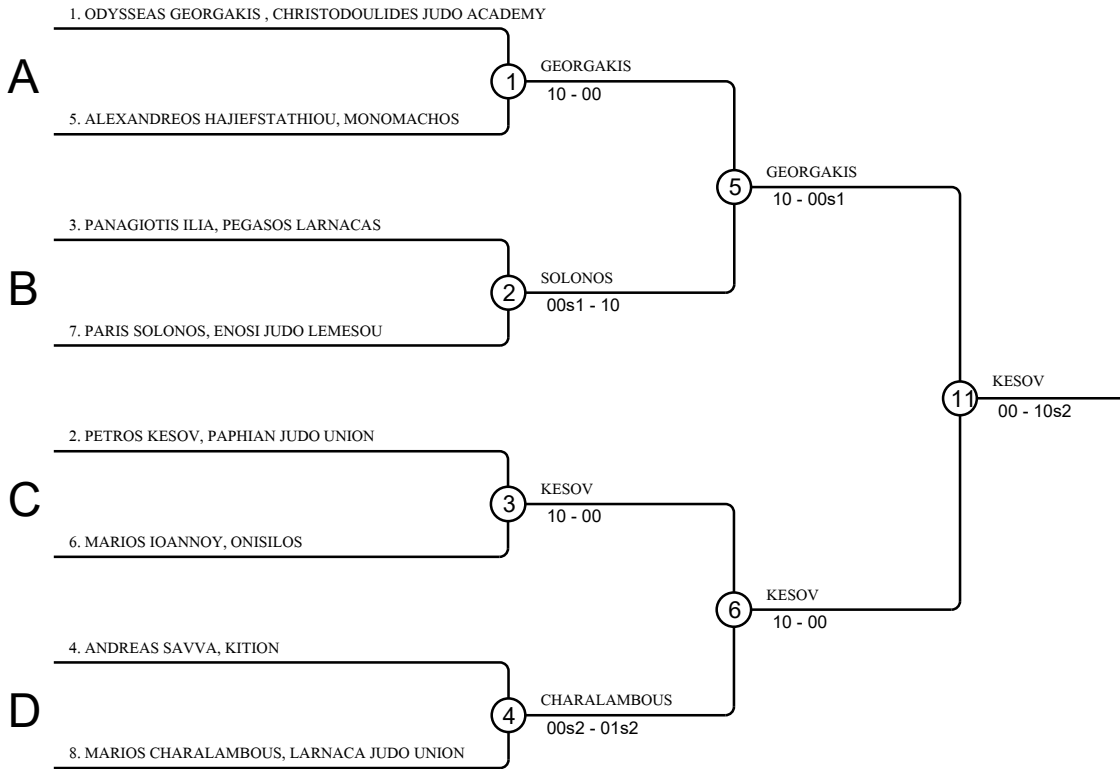 1. ODYSSEAS GEORGAKIS , CHRISTODOULIDES JUDO ACADEMY
A
1
GEORGAKIS
10 - 00
5. ALEXANDREOS HAJIEFSTATHIOU, MONOMACHOS
5
GEORGAKIS
10 - 00s1
3. PANAGIOTIS ILIA, PEGASOS LARNACAS
B
2
SOLONOS
00s1 - 10
7. PARIS SOLONOS, ENOSI JUDO LEMESOU
11
KESOV
00 - 10s2
2. PETROS KESOV, PAPHIAN JUDO UNION
C
3
KESOV
10 - 00
6. MARIOS IOANNOY, ONISILOS
6
KESOV
10 - 00
4. ANDREAS SAVVA, KITION
D
4
CHARALAMBOUS
00s2 - 01s2
8. MARIOS CHARALAMBOUS, LARNACA JUDO UNION